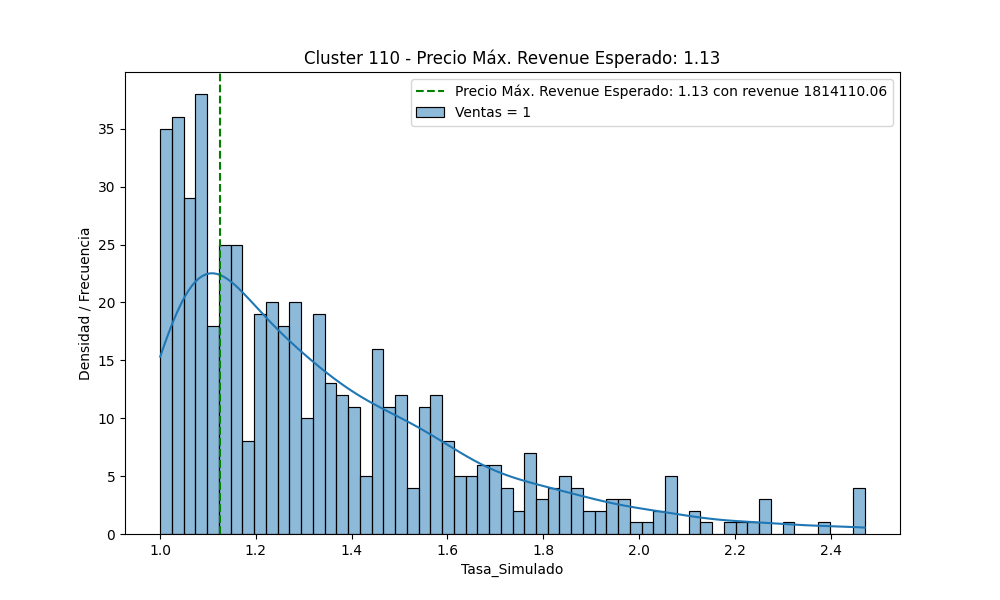 Cluster 110 - Precio Máx. Revenue Esperado: 1.13
Precio Máx. Revenue Esperado: 1.13 con revenue 1814110.06
Ventas = 1
Densidad / Frecuencia
35
30
25
20
15
10
5
0
1.0 1.2 1.4 1.6 1.8 2.0 2.2 2.4
Tasa_Simulado